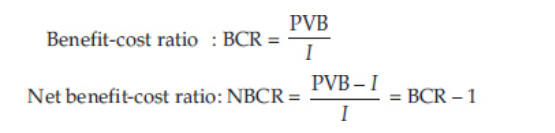 Benefit-cost ratio : BCR = PVB / I
Net benefit-cost ratio: NBCR = PVB – I / I = BCR – 1